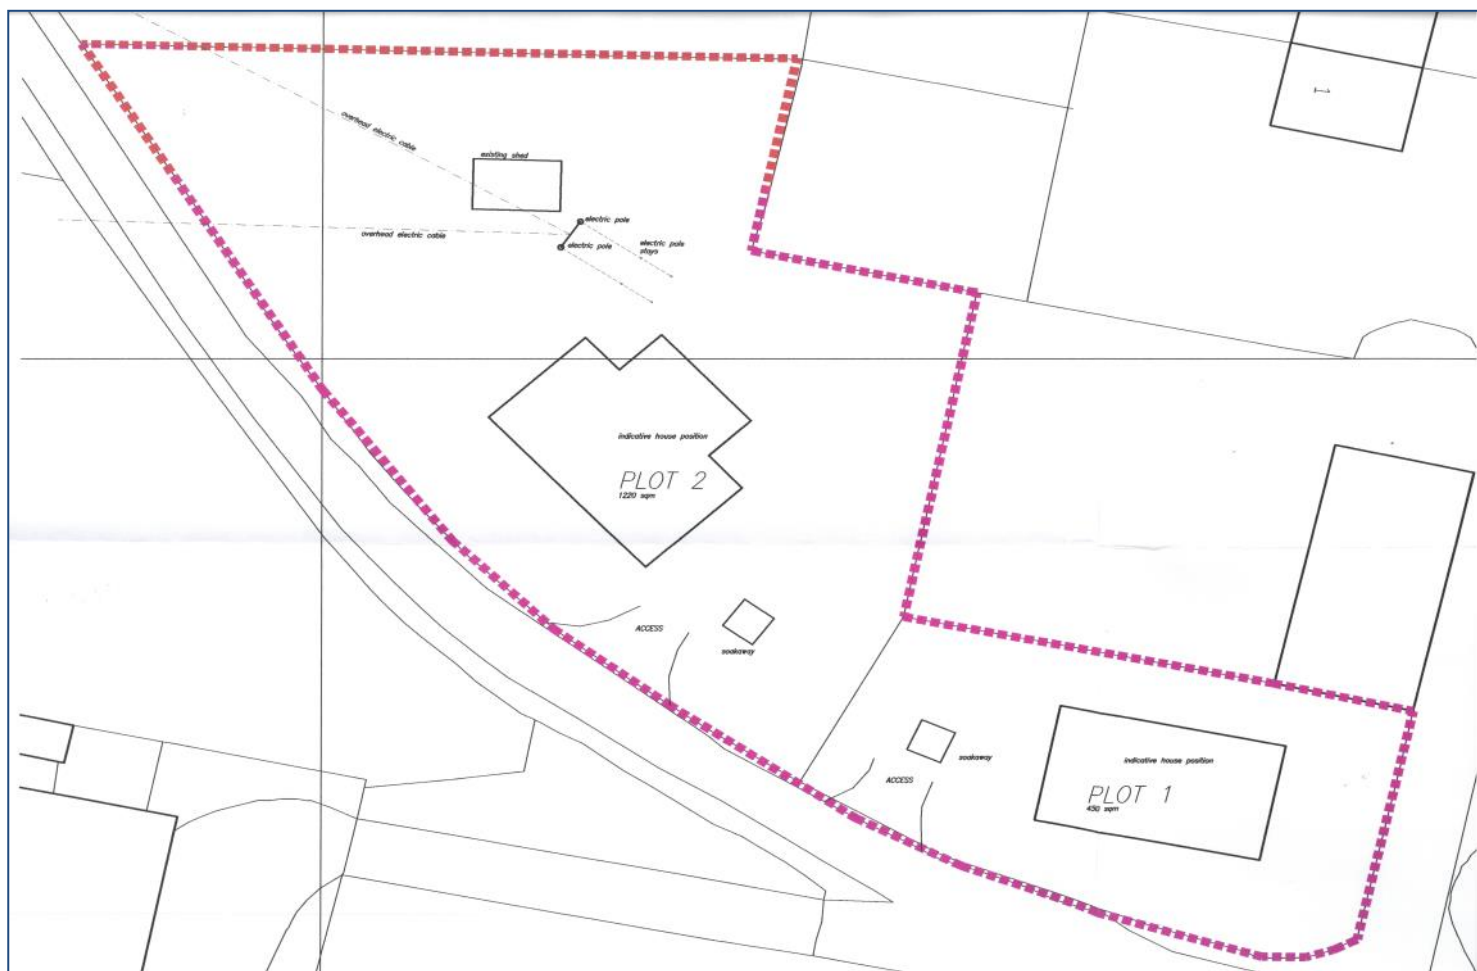 1
overhead electric cable
existing shed
electric pole
overhead electric cable
electric pole
electric pole
stays
indicative house position
PLOT 2
1220 sqm
ACCESS
soakaway
soakaway
indicative house position
ACCESS
PLOT 1
450 sqm